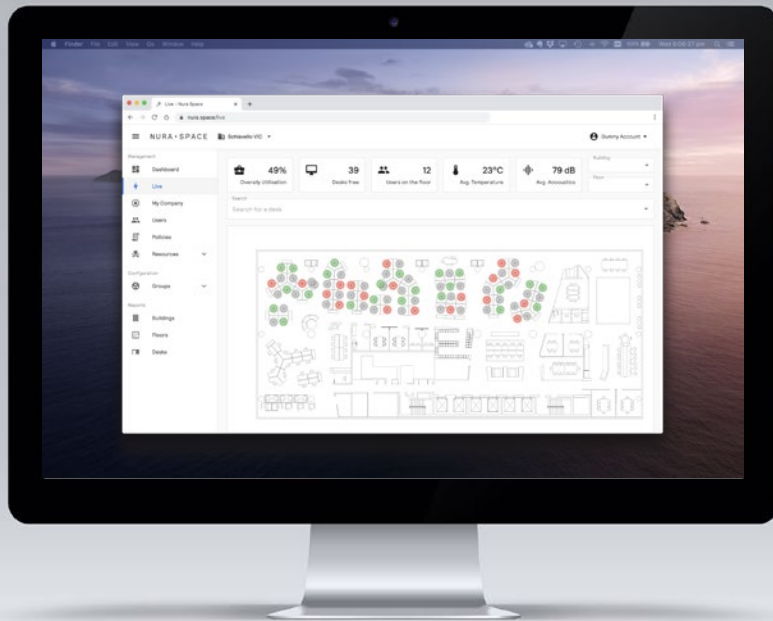 Finder File Edit View Go Window Help
Live - Nura Space
nura.space/live
NURA•SPACE
Schiavello VIC
Dummy Account
Management
Dashboard
Live
My Company
Users
Policies
Resources
Configuration
Groups
Reports
Buildings
Floors
Desks
49%
Diversity Utilisation
39
Desks free
12
Users on the floor
23°C
Avg. Temperature
79 dB
Avg. Accoustics
Building
Floor
Search
Search for a desk